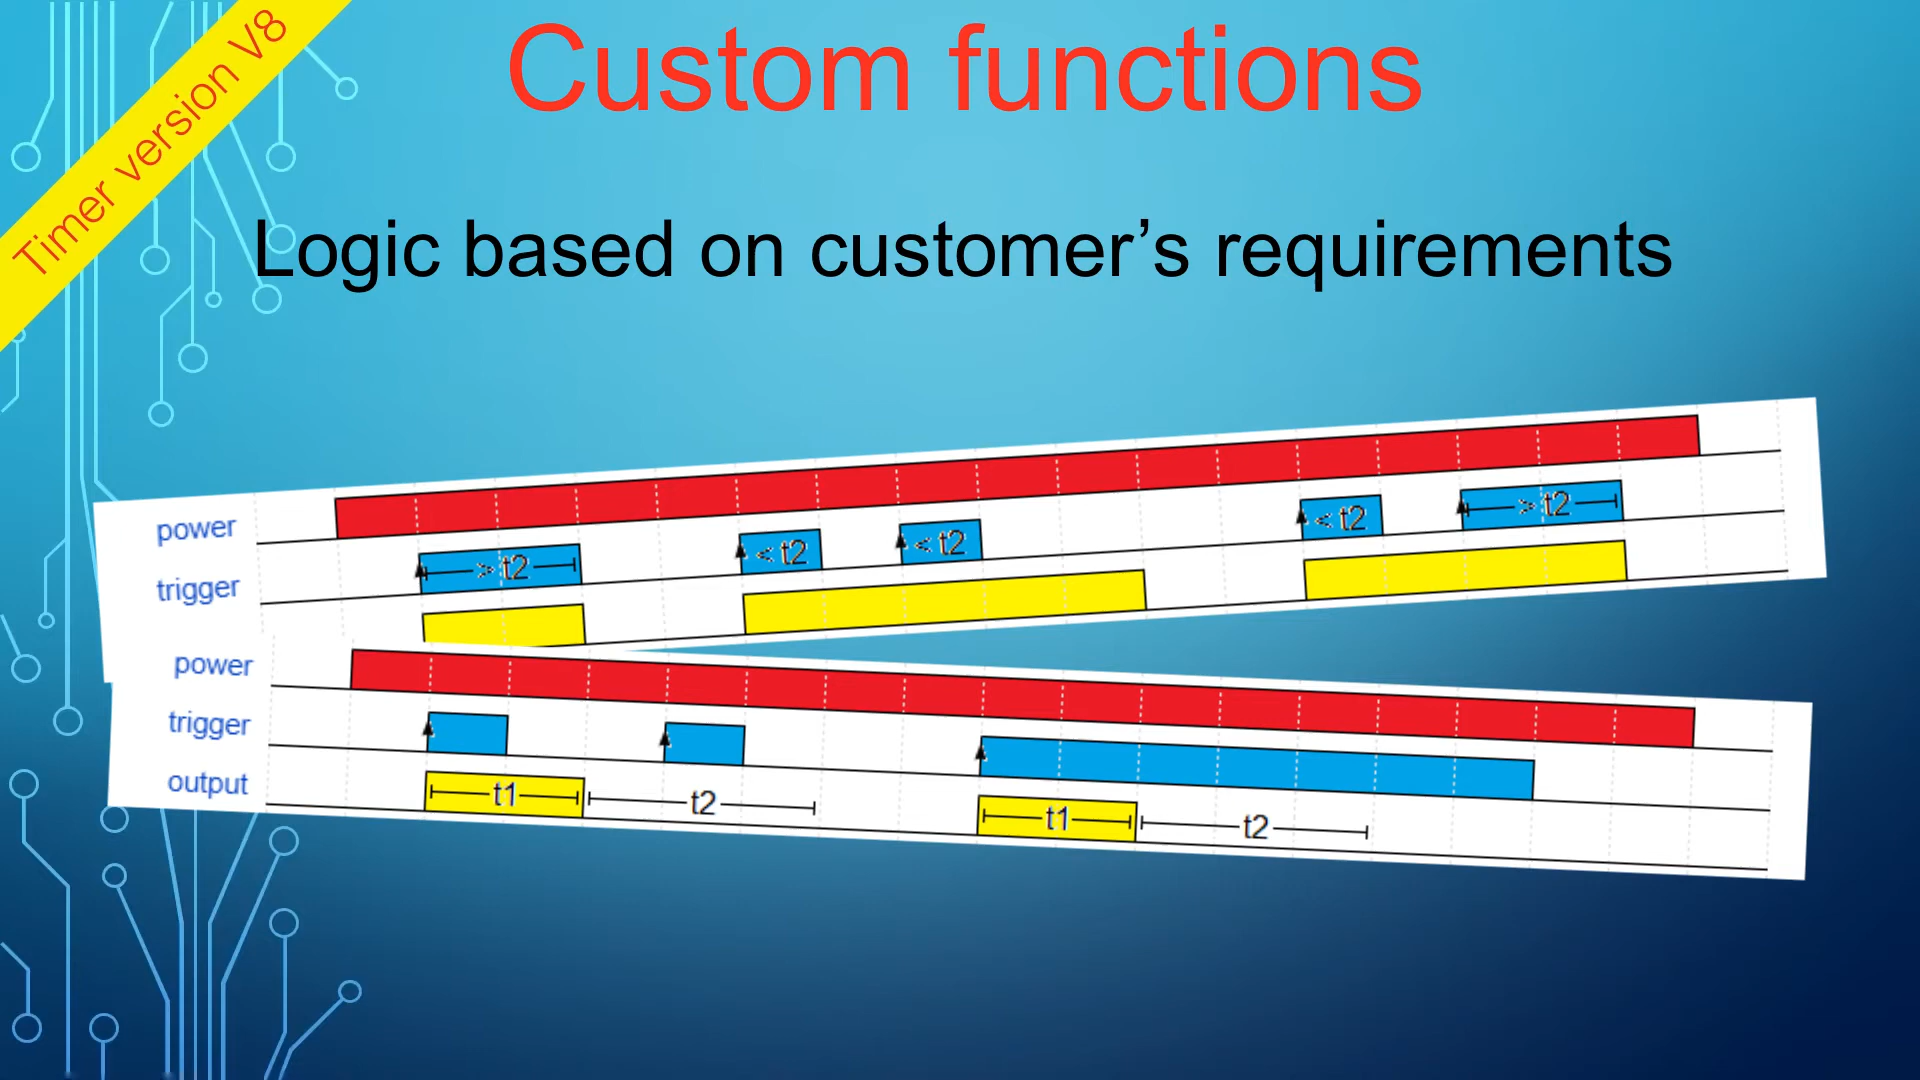 Timer version V8
Custom functions
Logic based on customer’s requirements
power
trigger
> t2
< t2
< t2
< t2
> t2
power
trigger
output
t1
t2
t1
t2